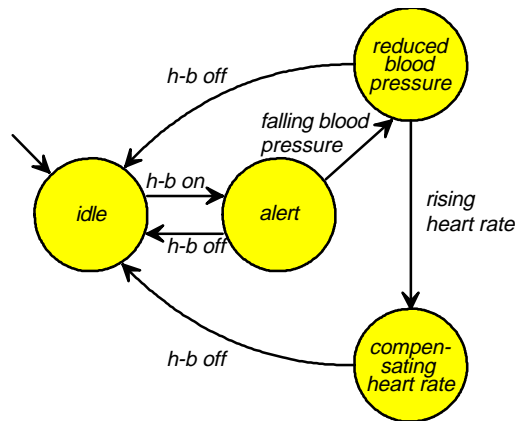 reduced
blood
pressure
h-b off
falling blood
pressure
h-b on
idle
alert
h-b off
rising
heart rate
h-b off
compen-
sating
heart rate